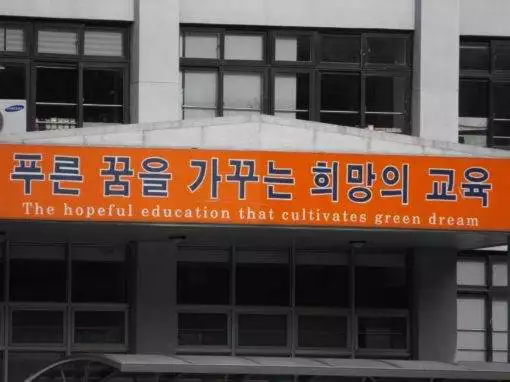 SAMSUNG
푸른 꿈을 가꾸는 희망의 교육
The hopeful education that cultivates green dream